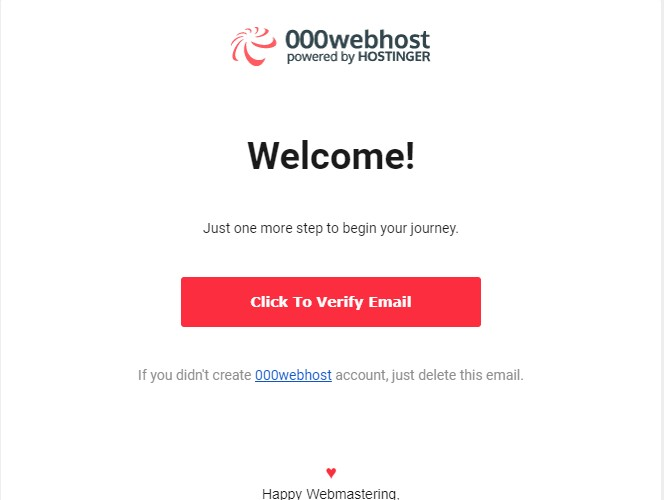 000webhost
powered by HOSTINGER
Welcome!
Just one more step to begin your journey.
Click To Verify Email
If you didn't create 000webhost account, just delete this email.
♥
Happy Webmastering,